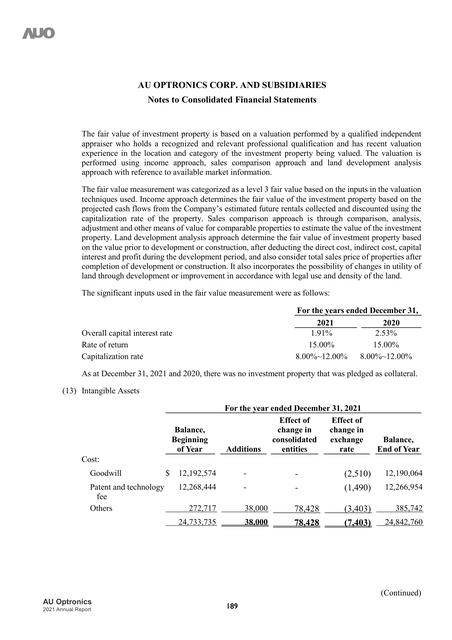 AUO
AU OPTRONICS CORP. AND SUBSIDIARIES
Notes to Consolidated Financial Statements
The fair value of investment property is based on a valuation performed by a qualified independent
appraiser who holds a recognized and relevant professional qualification and has recent valuation
experience in the location and category of the investment property being valued. The valuation is
performed using income approach, sales comparison approach and land development analysis
approach with reference to available market information.
The fair value measurement was categorized as a level 3 fair value based on the inputs in the valuation
techniques used. Income approach determines the fair value of the investment property based on the
projected cash flows from the Company's estimated future rentals collected and discounted using the
capitalization rate of the property. Sales comparison approach is through comparison, analysis,
adjustment and other means of value for comparable properties to estimate the value of the investment
property. Land development analysis approach determine the fair value of investment property based
on the value prior to development or construction, after deducting the direct cost, indirect cost, capital
interest and profit during the development period, and also consider total sales price of properties after
completion of development or construction. It also incorporates the possibility of changes in utility of
land through development or improvement in accordance with legal use and density of the land.
The significant inputs used in the fair value measurement were as follows:
For the years ended December 31,
2021 2020
Overall capital interest rate 1.91% 2.53%
Rate of return 15.00% 15.00%
Capitalization rate 8.00%~12.00% 8.00%~12.00%
As at December 31, 2021 and 2020, there was no investment property that was pledged as collateral.
(13) Intangible Assets
For the year ended December 31, 2021
Balance, Beginning of Year Additions Effect of change in consolidated entities Effect of change in exchange rate Balance, End of Year
Cost:
Goodwill $ 12,192,574 - - (2,510) 12,190,064
Patent and technology fee 12,268,444 - - (1,490) 12,266,954
Others 272,717 38,000 78,428 (3,403) 385,742
24,733,735 38,000 78,428 (7,403) 24,842,760
(Continued)
AU Optronics
2021 Annual Report
189